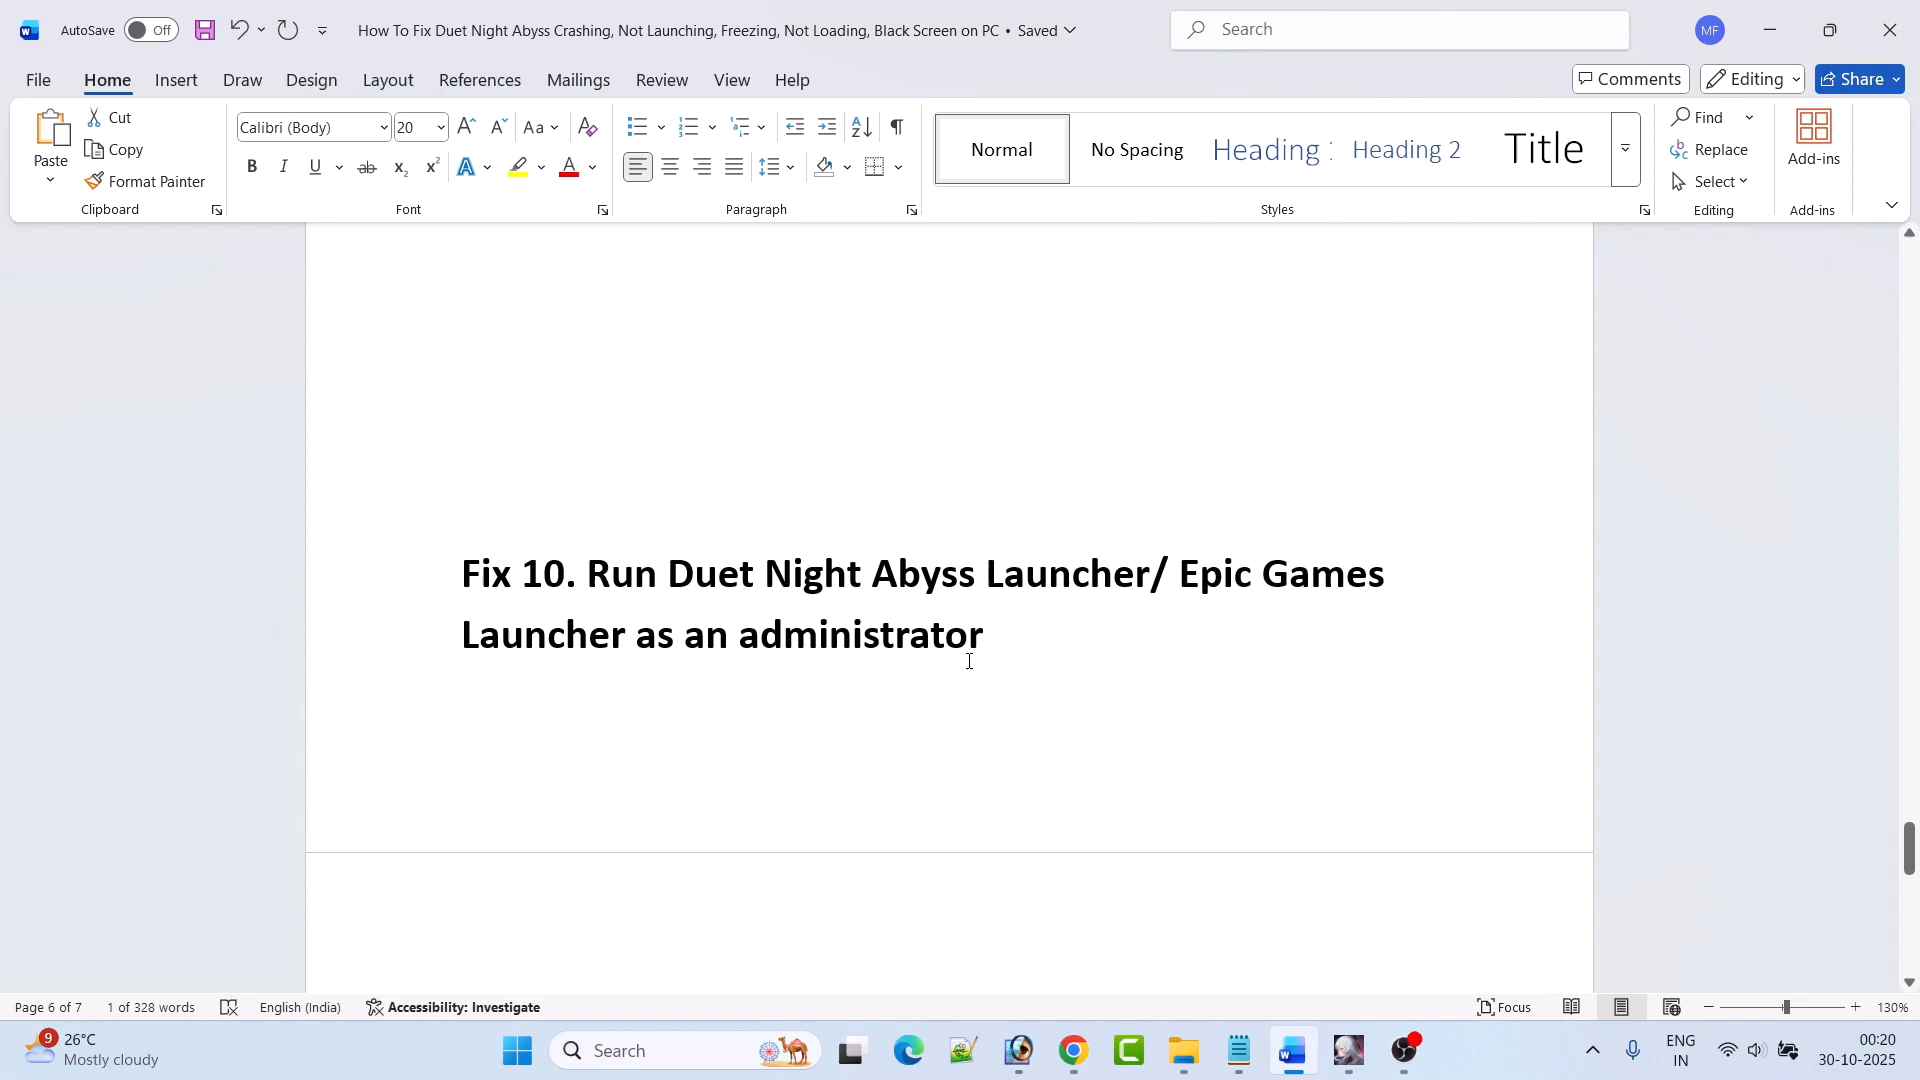 AutoSave Off
How To Fix Duet Night Abyss Crashing, Not Launching, Freezing, Not Loading, Black Screen on PC • Saved
Search
MF
File Home Insert Draw Design Layout References Mailings Review View Help
Comments Editing Share
Paste
Cut
Copy
Format Painter
Clipboard
Calibri (Body) 20
Font
Paragraph
Normal
No Spacing
Heading
Heading 2
Title
Styles
Find
Replace
Select
Editing
Add-ins
Add-ins
Fix 10. Run Duet Night Abyss Launcher/ Epic Games
Launcher as an administrator
Page 6 of 7 1 of 328 words English (India) Accessibility: Investigate Focus 130%
9
26°C
Mostly cloudy
Search
ENG
IN
00:20
30-10-2025